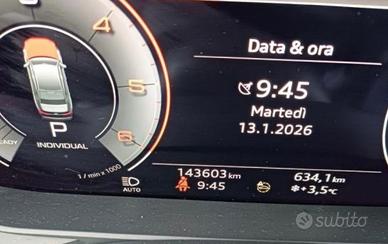 Data & ora
4
9:45
5
Martedì
13.1.2026
P
6
READY
INDIVIDUAL
1 / min x 1000
143603 km
634,1 km
AUTO
9:45
*+3,5°C
subito